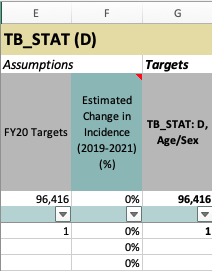 E F G
TB_STAT (D)
Assumptions Targets
FY20 Targets
Estimated
Change in
Incidence
(2019-2021)
(%)
TB_STAT: D,
Age/Sex
96,416 0% 96,416
1 0% 1
0%
0%